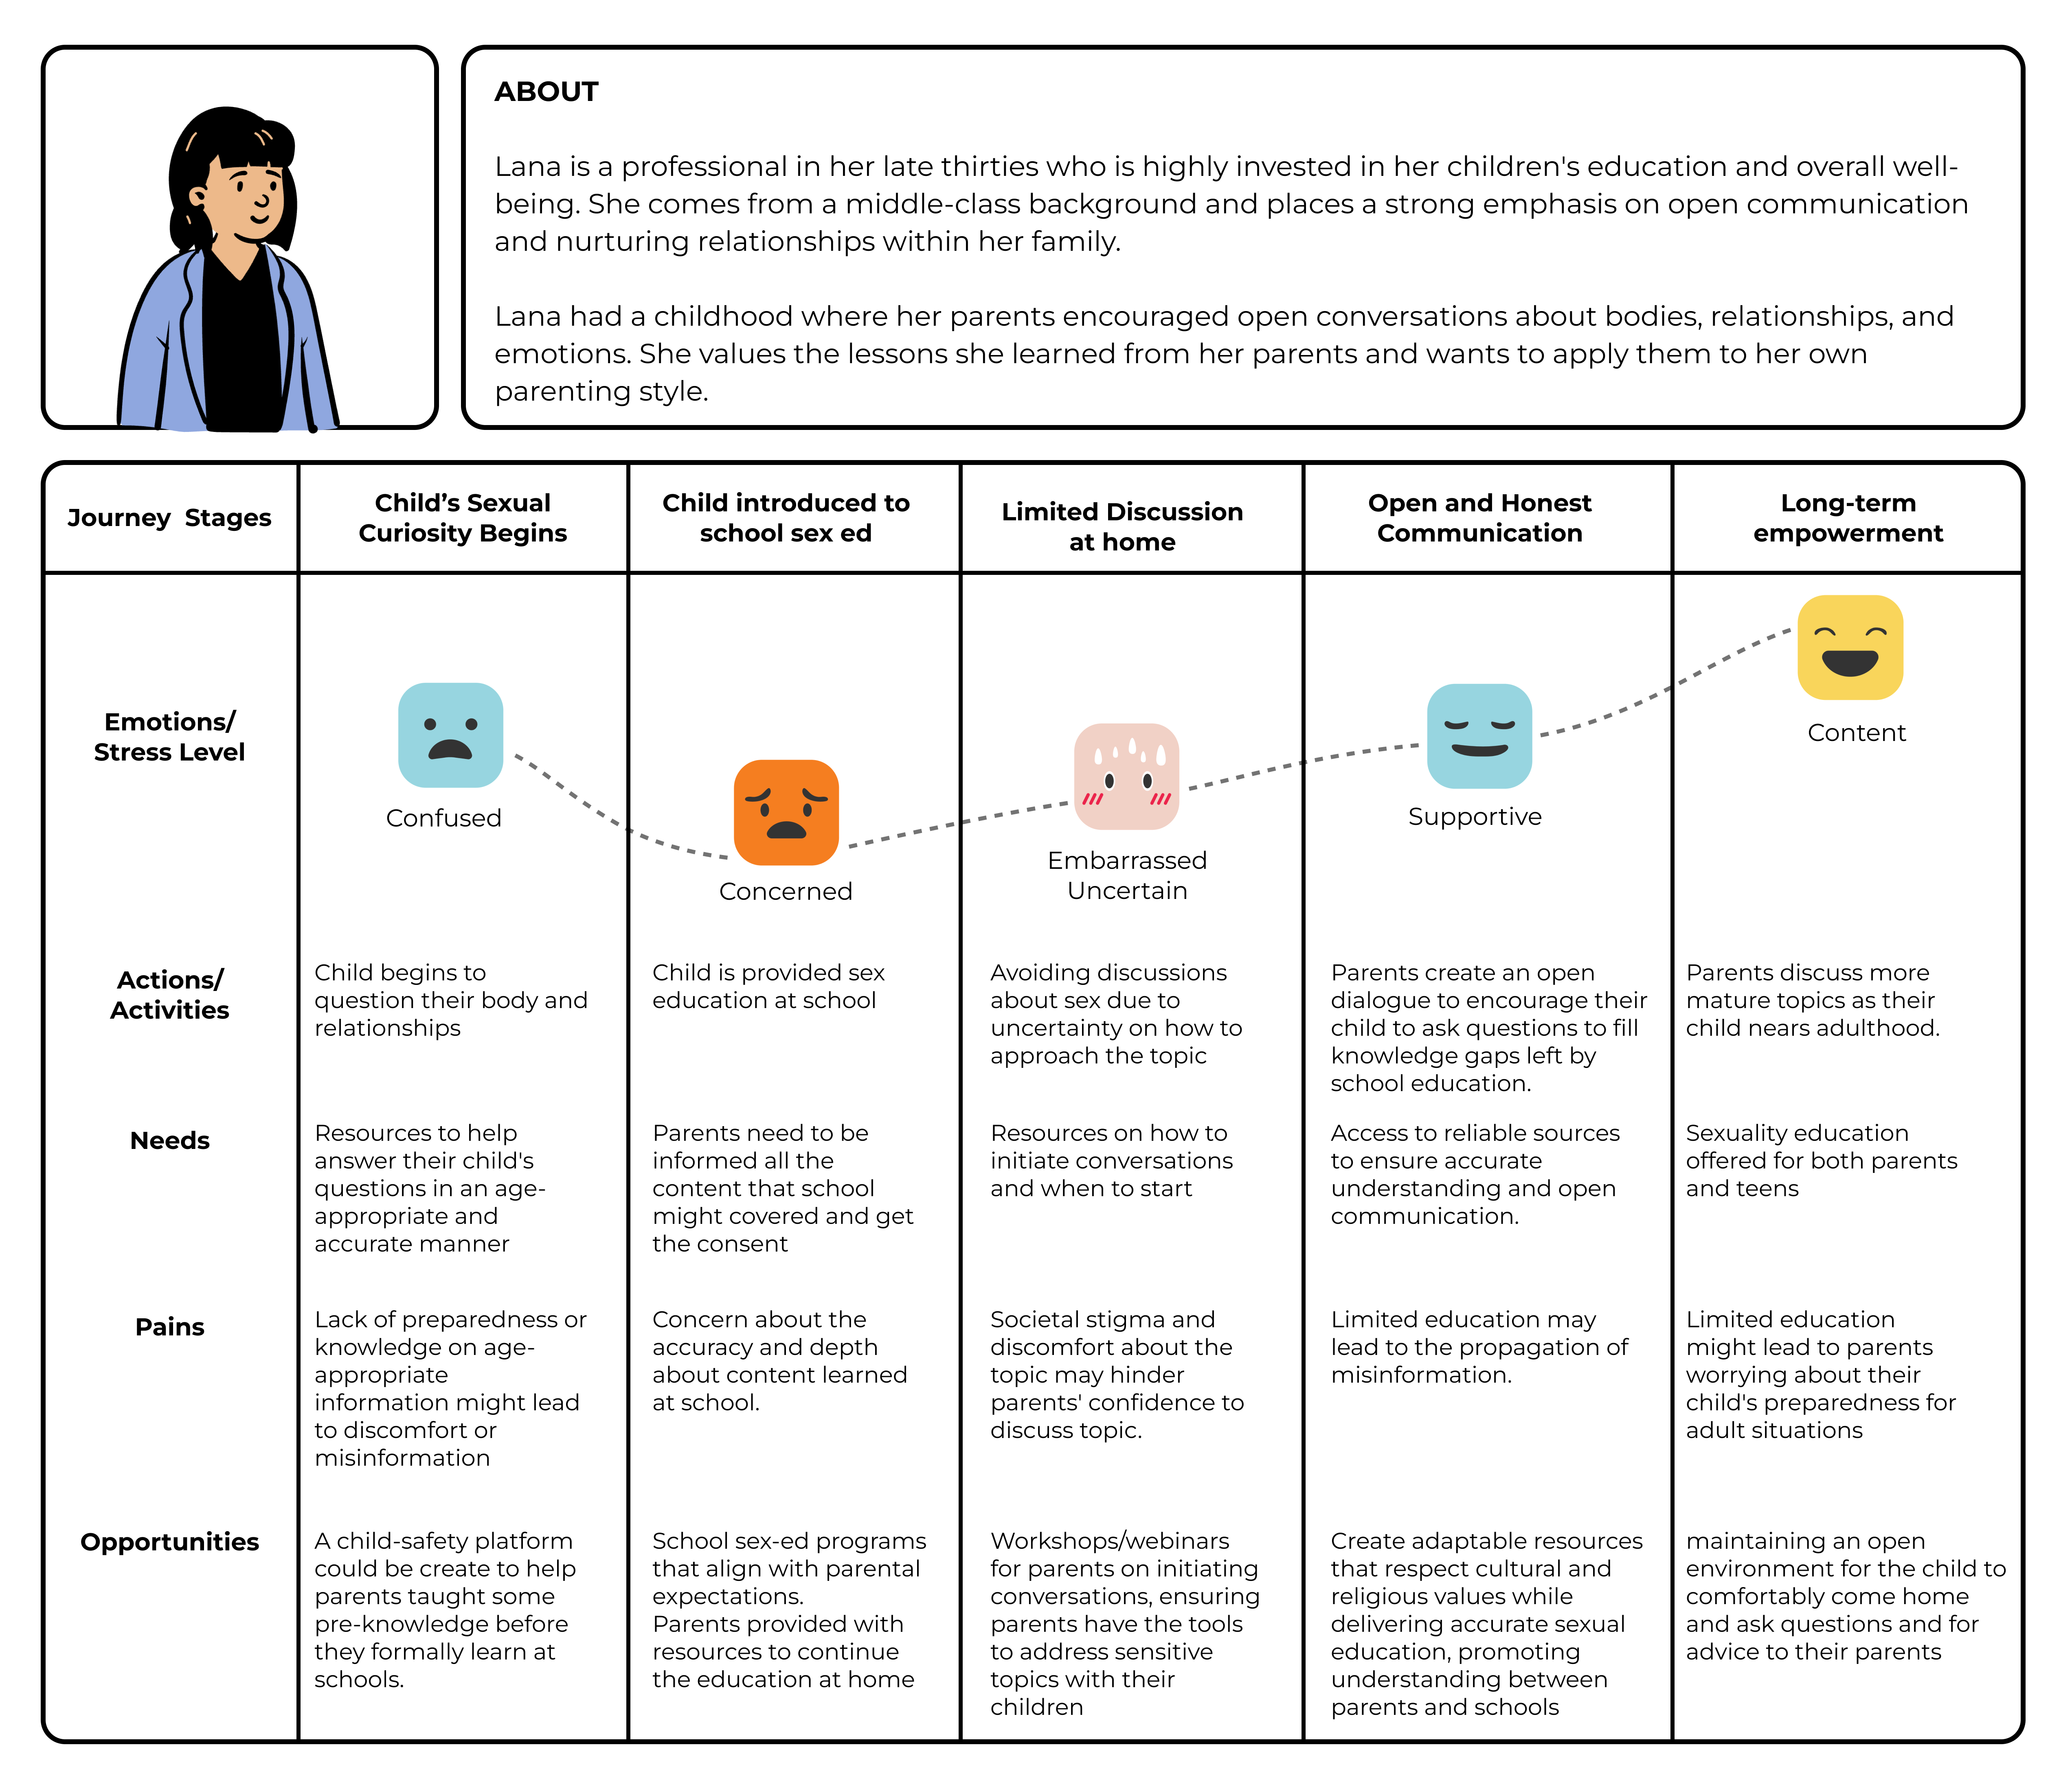 ABOUT
Lana is a professional in her late thirties who is highly invested in her children's education and overall well-
being. She comes from a middle-class background and places a strong emphasis on open communication
and nurturing relationships within her family.
Lana had a childhood where her parents encouraged open conversations about bodies, relationships, and
emotions. She values the lessons she learned from her parents and wants to apply them to her own
parenting style.
Journey Stages
Child’s Sexual
Curiosity Begins
Child introduced to
school sex ed
Limited Discussion
at home
Open and Honest
Communication
Long-term
empowerment
Emotions/
Stress Level
Confused
Concerned
Embarrassed
Uncertain
Supportive
Content
Actions/
Activities
Child begins to
question their body and
relationships
Child is provided sex
education at school
Avoiding discussions
about sex due to
uncertainty on how to
approach the topic
Parents create an open
dialogue to encourage their
child to ask questions to fill
knowledge gaps left by
school education.
Parents discuss more
mature topics as their
child nears adulthood.
Needs
Resources to help
answer their child's
questions in an age-
appropriate and
accurate manner
Parents need to be
informed all the
content that school
might covered and get
the consent
Resources on how to
initiate conversations
and when to start
Access to reliable sources
to ensure accurate
understanding and open
communication.
Sexuality education
offered for both parents
and teens
Pains
Lack of preparedness or
knowledge on age-
appropriate
information might lead
to discomfort or
misinformation
Concern about the
accuracy and depth
about content learned
at school.
Societal stigma and
discomfort about the
topic may hinder
parents' confidence to
discuss topic.
Limited education may
lead to the propagation of
misinformation.
Limited education
might lead to parents
worrying about their
child's preparedness for
adult situations
Opportunities
A child-safety platform
could be create to help
parents taught some
pre-knowledge before
they formally learn at
schools.
School sex-ed programs
that align with parental
expectations.
Parents provided with
resources to continue
the education at home
Workshops/webinars
for parents on initiating
conversations, ensuring
parents have the tools
to address sensitive
topics with their
children
Create adaptable resources
that respect cultural and
religious values while
delivering accurate sexual
education, promoting
understanding between
parents and schools
maintaining an open
environment for the child to
comfortably come home
and ask questions and for
advice to their parents